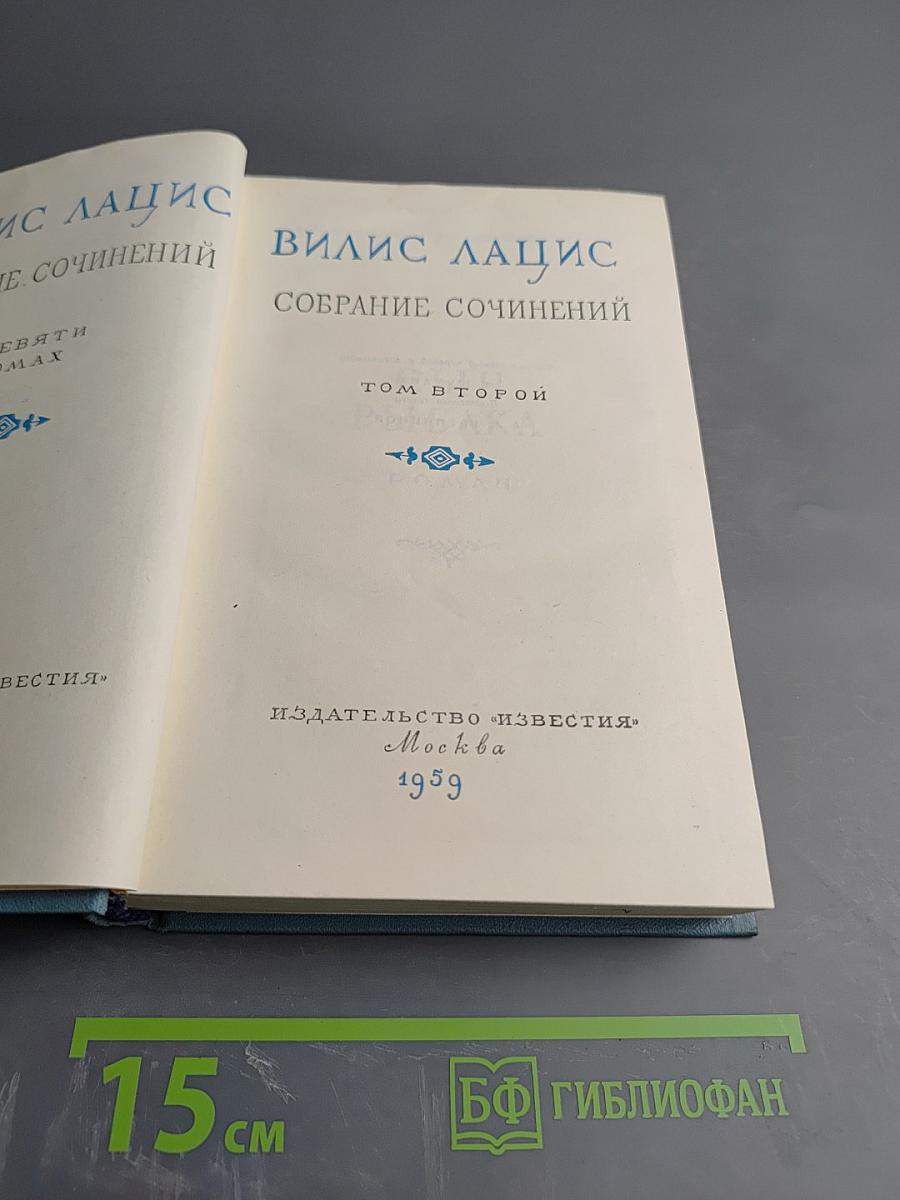 ИС ЛАЦИС
Е СОЧИНЕНИЙ
ЕВЯТИ
ОМАХ
ВЕСТИЯ»
ВИЛИС ЛАЦИС
СОБРАНИЕ СОЧИНЕНИЙ
ТОМ ВТОРОЙ
ИЗДАТЕЛЬСТВО «ИЗВЕСТИЯ»
Москва
1959
15 СМ
БФ ГИБЛИОФАН